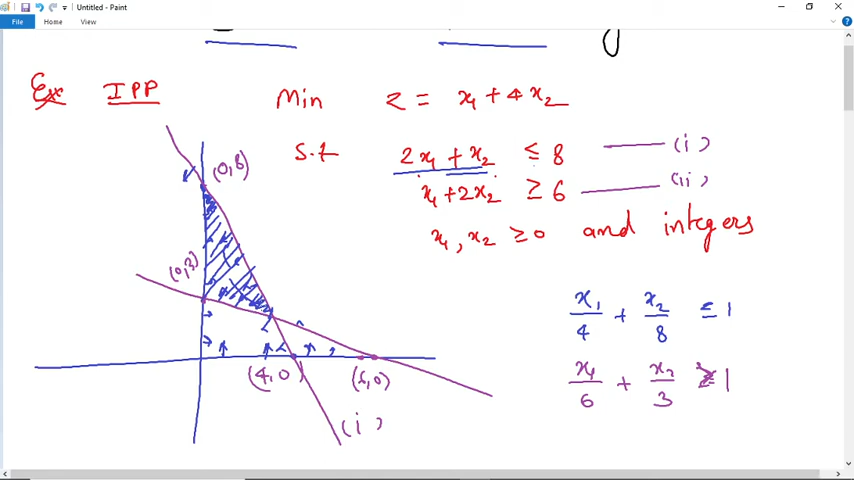 Untitled - Paint
File Home View
Ex IPP Min Z = x₁ + 4x₂
S.t 2x₁ + x₂ ≤ 8 (i)
x₁ + 2x₂ ≥ 6 (ii)
x₁, x₂ ≥ 0 and integers
(0,8)
(0,3)
x₁/4 + x₂/8 ≤ 1
(4,0) (6,0)
x₁/6 + x₂/3 ≥ 1
(i)